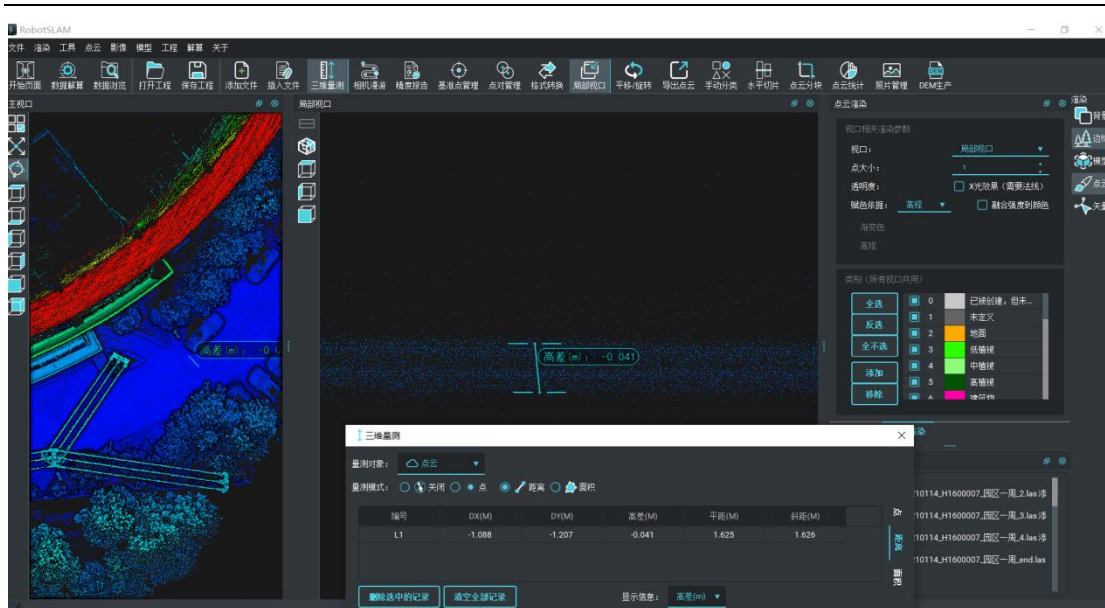 RobotSLAM
文件 渲染 工具 点云 影像 模型 工程 解算 关于
开始页面 数据解算 数据浏览 打开工程 保存工程 添加文件 插入文件 三维量测 相机漫游 精度报告 基准点管理 点对管理 格式转换 局部视口 平移/旋转 导出点云 手动分类 水平切片 点云分块 点云统计 照片管理 DEM生产
主视口
高差(m):
局部视口
高差(m): -0.041
点云渲染
视口相关渲染参数
视口: 局部视口
点大小: 1
透明度: X光效果（需要法线）
赋色依据: 高程 融合强度到颜色
渐变色
高程
类别（所有视口共用）
全选
反选
全不选
添加
移除
0 已被创建，但未...
1 未定义
2 地面
3 低植被
4 中植被
5 高植被
6 建筑物
渲染
点云
三维量测
量测对象: 点云
量测模式: 关闭 点 距离 面积
编号 DX(M) DY(M) 高差(M) 平距(M) 斜距(M)
L1 -1.088 -1.207 -0.041 1.625 1.626
点
距离
面积
删除选中的记录 清空全部记录 显示信息: 高差(m)
210114_H1600007_园区一周_2.las 添
210114_H1600007_园区一周_3.las 添
210114_H1600007_园区一周_4.las 添
210114_H1600007_园区一周_end.las